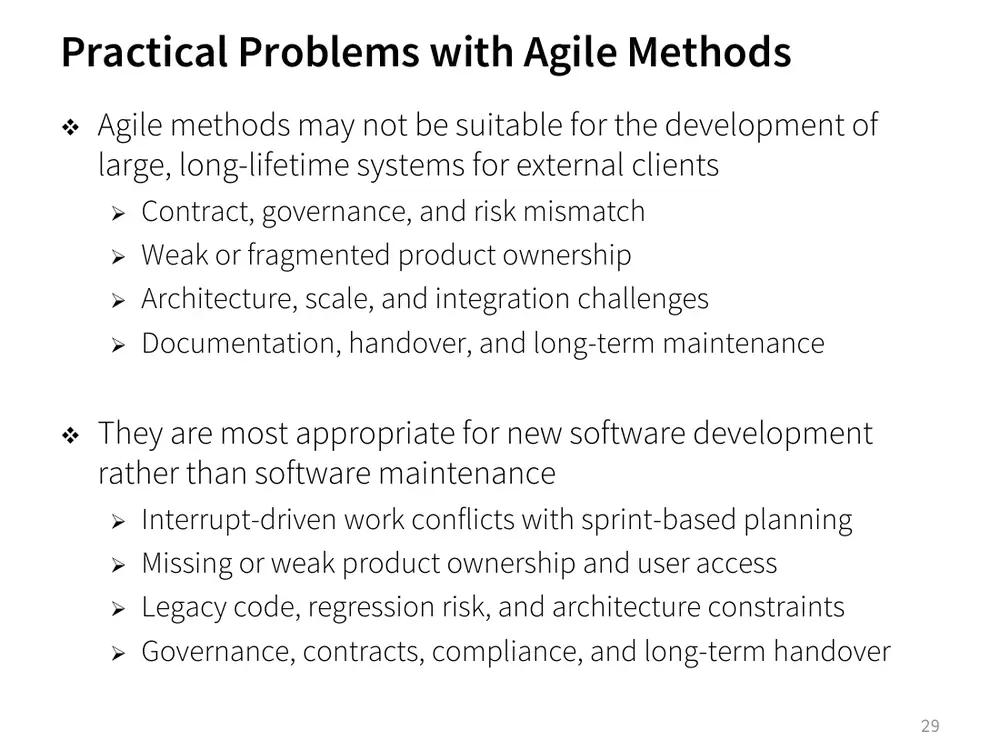 Practical Problems with Agile Methods
❖ Agile methods may not be suitable for the development of
large, long-lifetime systems for external clients
➢ Contract, governance, and risk mismatch
➢ Weak or fragmented product ownership
➢ Architecture, scale, and integration challenges
➢ Documentation, handover, and long-term maintenance
❖ They are most appropriate for new software development
rather than software maintenance
➢ Interrupt-driven work conflicts with sprint-based planning
➢ Missing or weak product ownership and user access
➢ Legacy code, regression risk, and architecture constraints
➢ Governance, contracts, compliance, and long-term handover
29